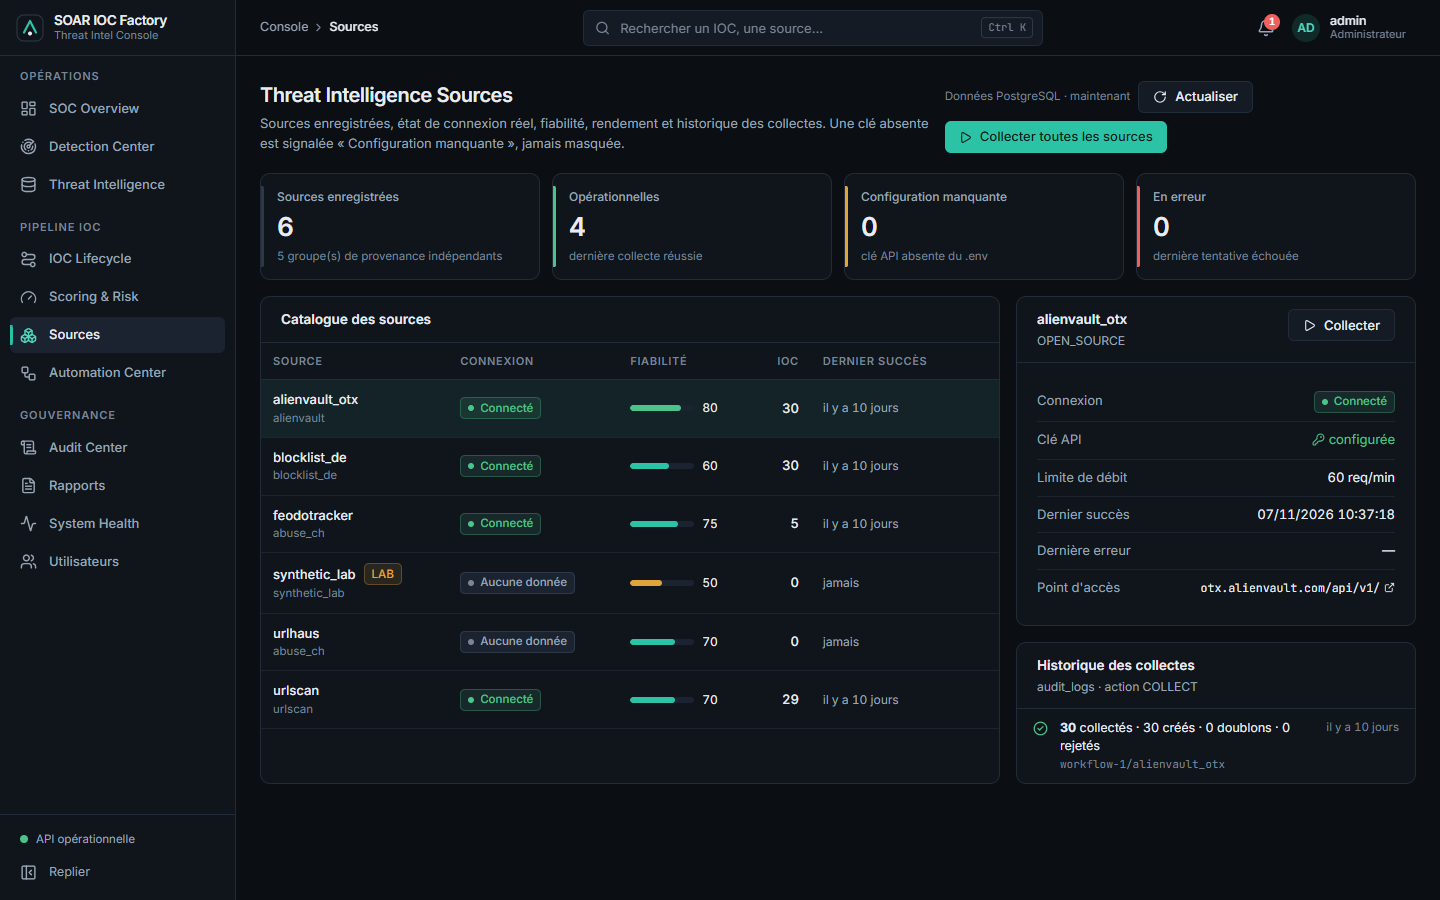 SOAR IOC Factory
Threat Intel Console
Console > Sources
Rechercher un IOC, une source...
Ctrl K
1
AD
admin
Administrateur
OPÉRATIONS
SOC Overview
Detection Center
Threat Intelligence
PIPELINE IOC
IOC Lifecycle
Scoring & Risk
Sources
Automation Center
GOUVERNANCE
Audit Center
Rapports
System Health
Utilisateurs
API opérationnelle
Replier
Threat Intelligence Sources
Sources enregistrées, état de connexion réel, fiabilité, rendement et historique des collectes. Une clé absente
est signalée « Configuration manquante », jamais masquée.
Données PostgreSQL · maintenant
Actualiser
Collecter toutes les sources
Sources enregistrées
6
5 groupe(s) de provenance indépendants
Opérationnelles
4
dernière collecte réussie
Configuration manquante
0
clé API absente du .env
En erreur
0
dernière tentative échouée
Catalogue des sources
SOURCE CONNEXION FIABILITÉ IOC DERNIER SUCCÈS
alienvault_otx
alienvault
Connecté 80 30 il y a 10 jours
blocklist_de
blocklist_de
Connecté 60 30 il y a 10 jours
feodotracker
abuse_ch
Connecté 75 5 il y a 10 jours
synthetic_lab LAB
synthetic_lab
Aucune donnée 50 0 jamais
urlhaus
abuse_ch
Aucune donnée 70 0 jamais
urlscan
urlscan
Connecté 70 29 il y a 10 jours
alienvault_otx
OPEN_SOURCE
Collecter
Connexion Connecté
Clé API configurée
Limite de débit 60 req/min
Dernier succès 07/11/2026 10:37:18
Dernière erreur —
Point d'accès otx.alienvault.com/api/v1/
Historique des collectes
audit_logs · action COLLECT
30 collectés · 30 créés · 0 doublons · 0
rejetés
il y a 10 jours
workflow-1/alienvault_otx